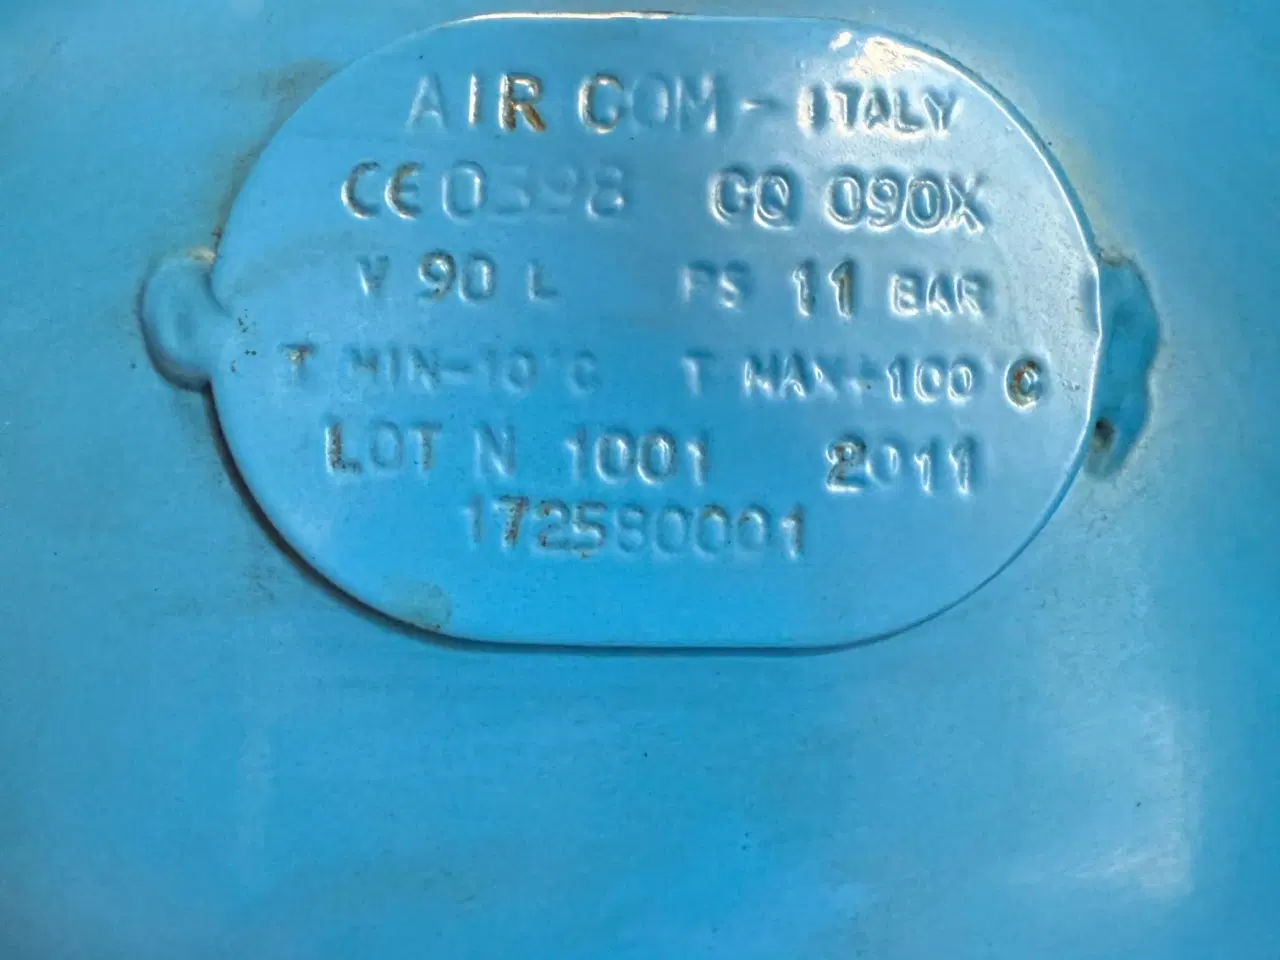 AIR COM - ITALY
CE 0398 GQ 090X
V 90 L PS 11 BAR
T MIN-10°C T MAX+100°C
LOT N 1001 2011
172580001